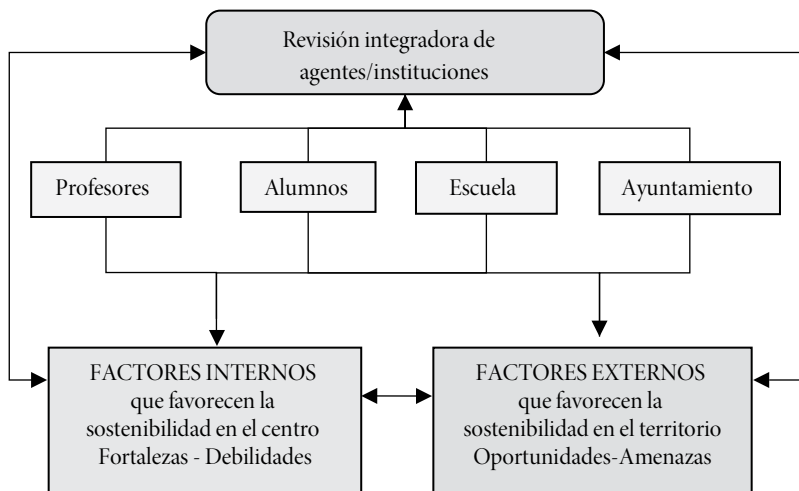 Revisión integradora de
agentes/instituciones
Profesores
Alumnos
Escuela
Ayuntamiento
FACTORES INTERNOS
que favorecen la
sostenibilidad en el centro
Fortalezas - Debilidades
FACTORES EXTERNOS
que favorecen la
sostenibilidad en el territorio
Oportunidades-Amenazas